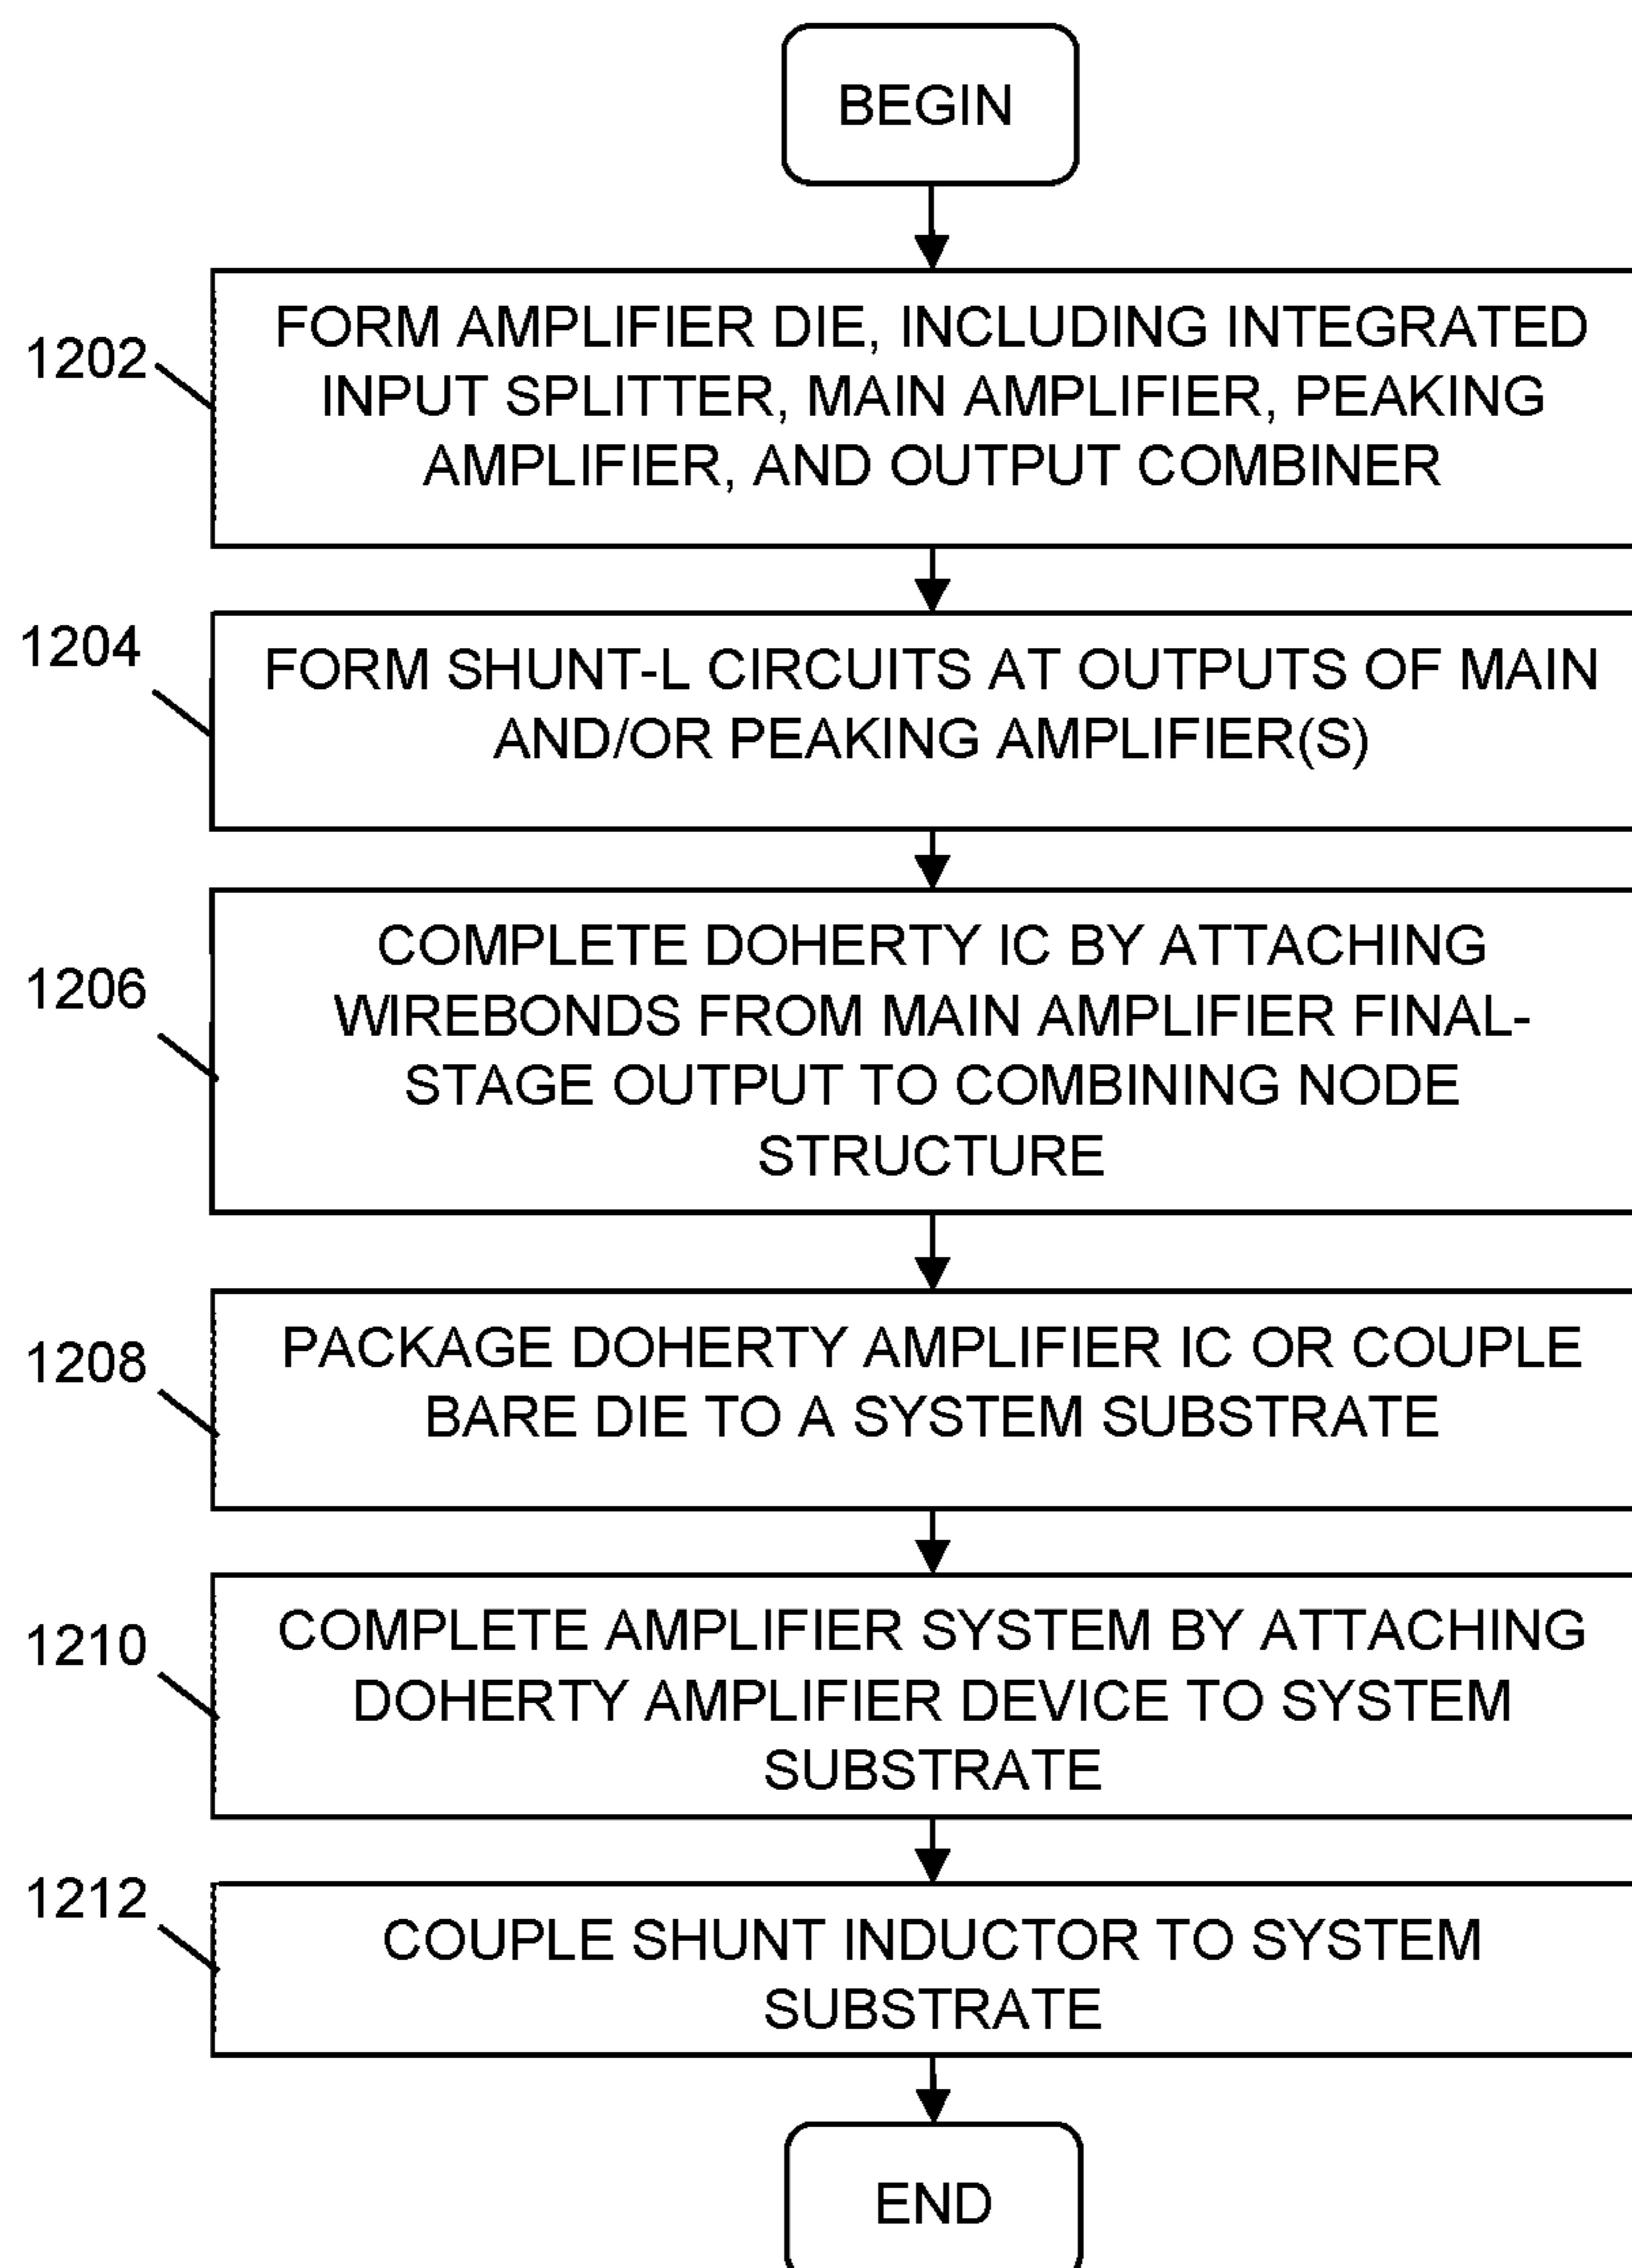 BEGIN
1202
FORM AMPLIFIER DIE, INCLUDING INTEGRATED
INPUT SPLITTER, MAIN AMPLIFIER, PEAKING
AMPLIFIER, AND OUTPUT COMBINER
1204
FORM SHUNT-L CIRCUITS AT OUTPUTS OF MAIN
AND/OR PEAKING AMPLIFIER(S)
1206
COMPLETE DOHERTY IC BY ATTACHING
WIREBONDS FROM MAIN AMPLIFIER FINAL-
STAGE OUTPUT TO COMBINING NODE
STRUCTURE
1208
PACKAGE DOHERTY AMPLIFIER IC OR COUPLE
BARE DIE TO A SYSTEM SUBSTRATE
1210
COMPLETE AMPLIFIER SYSTEM BY ATTACHING
DOHERTY AMPLIFIER DEVICE TO SYSTEM
SUBSTRATE
1212
COUPLE SHUNT INDUCTOR TO SYSTEM
SUBSTRATE
END